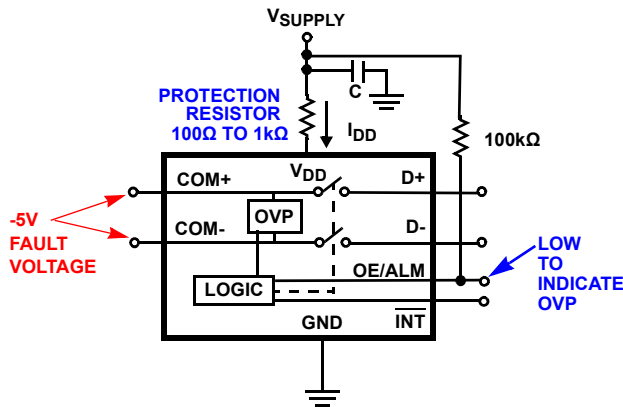 VSUPPLY
C
PROTECTION
RESISTOR
100Ω TO 1kΩ
IDD
100kΩ
COM+
VDD
D+
-5V
FAULT
VOLTAGE
OVP
COM-
D-
LOW
TO
INDICATE
OVP
OE/ALM
LOGIC
GND
INT